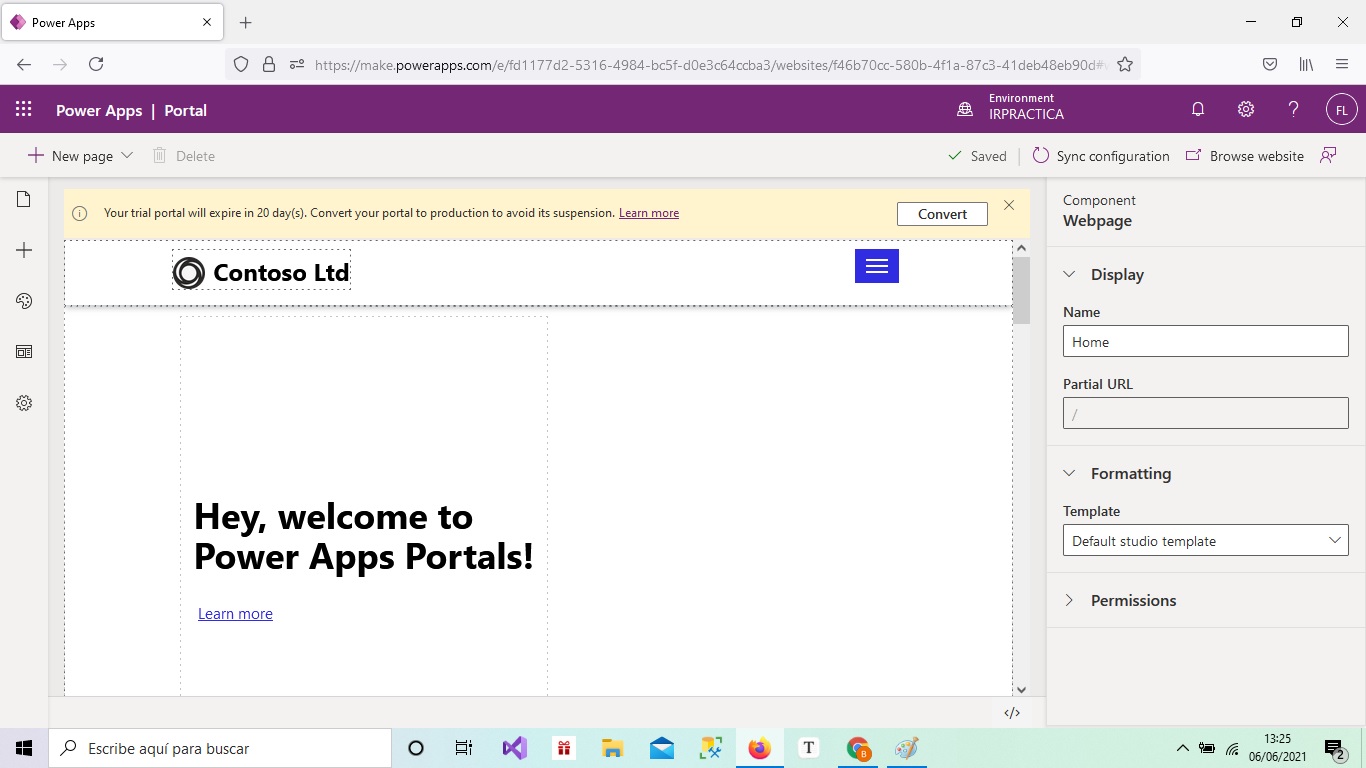 Power Apps
https://make.powerapps.com/e/fd1177d2-5316-4984-bc5f-d0e3c64ccba3/websites/f46b70cc-580b-4f1a-87c3-41deb48eb90d#
Power Apps | Portal
Environment
IRPRACTICA
FL
New page
Delete
Saved
Sync configuration
Browse website
Your trial portal will expire in 20 day(s). Convert your portal to production to avoid its suspension. Learn more
Convert
Contoso Ltd
Hey, welcome to
Power Apps Portals!
Learn more
Component
Webpage
Display
Name
Home
Partial URL
/
Formatting
Template
Default studio template
Permissions
</>
Escribe aquí para buscar
T
B
13:25
06/06/2021
2